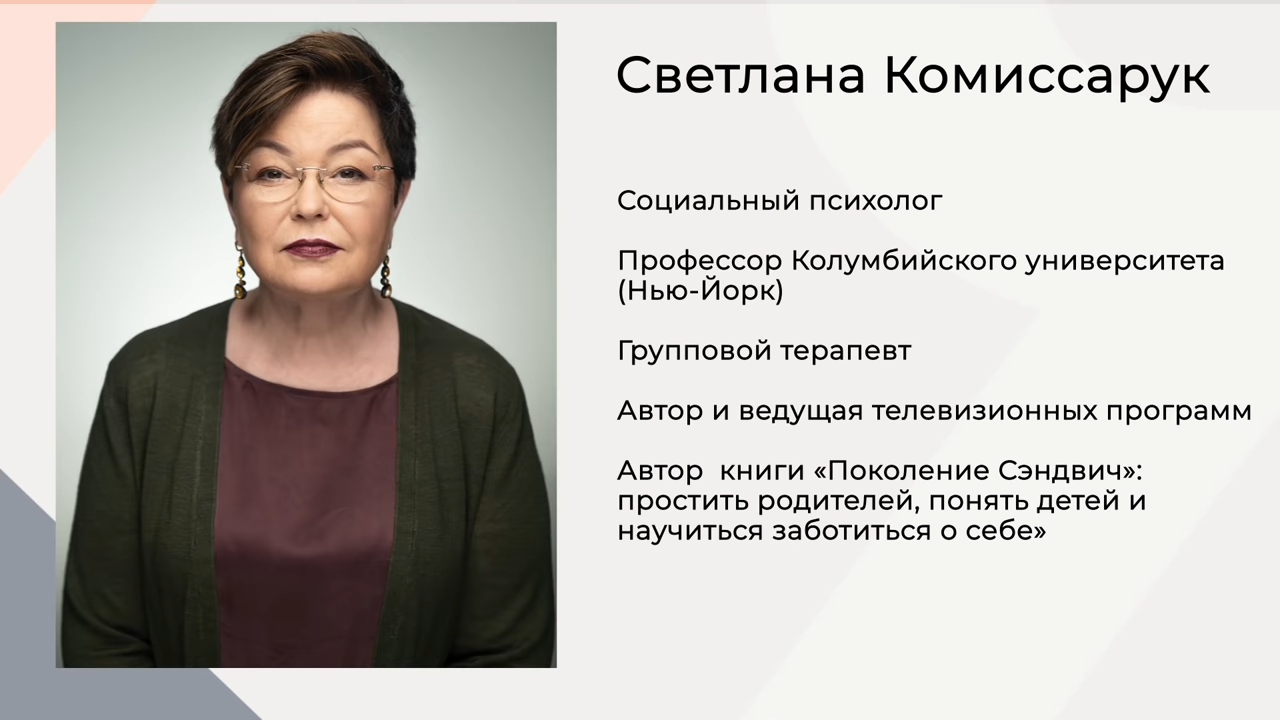 Светлана Комиссарук
Социальный психолог
Профессор Колумбийского университета
(Нью-Йорк)
Групповой терапевт
Автор и ведущая телевизионных программ
Автор  книги «Поколение Сэндвич»:
простить родителей, понять детей и
научиться заботиться о себе»